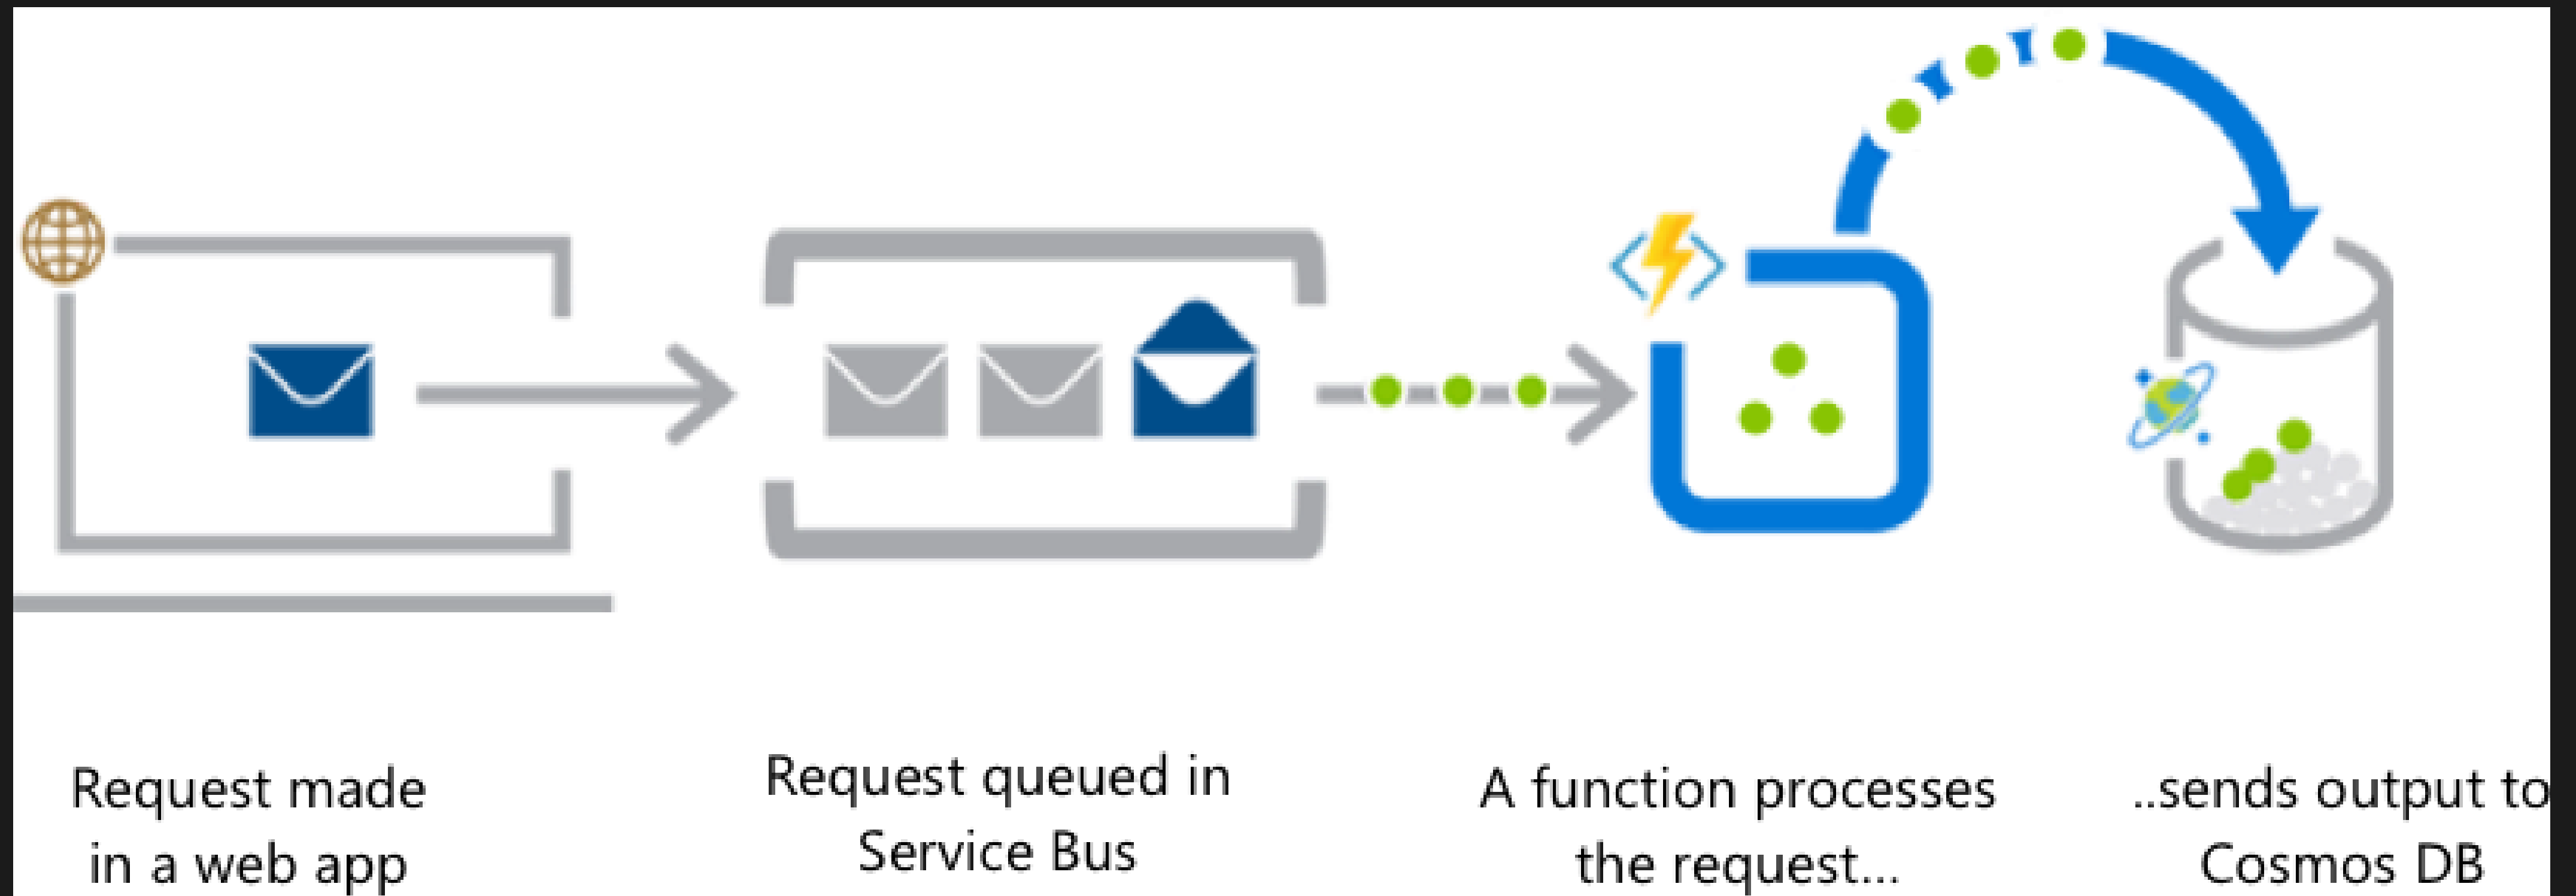 Request made
in a web app
Request queued in
Service Bus
A function processes
the request...
..sends output to
Cosmos DB